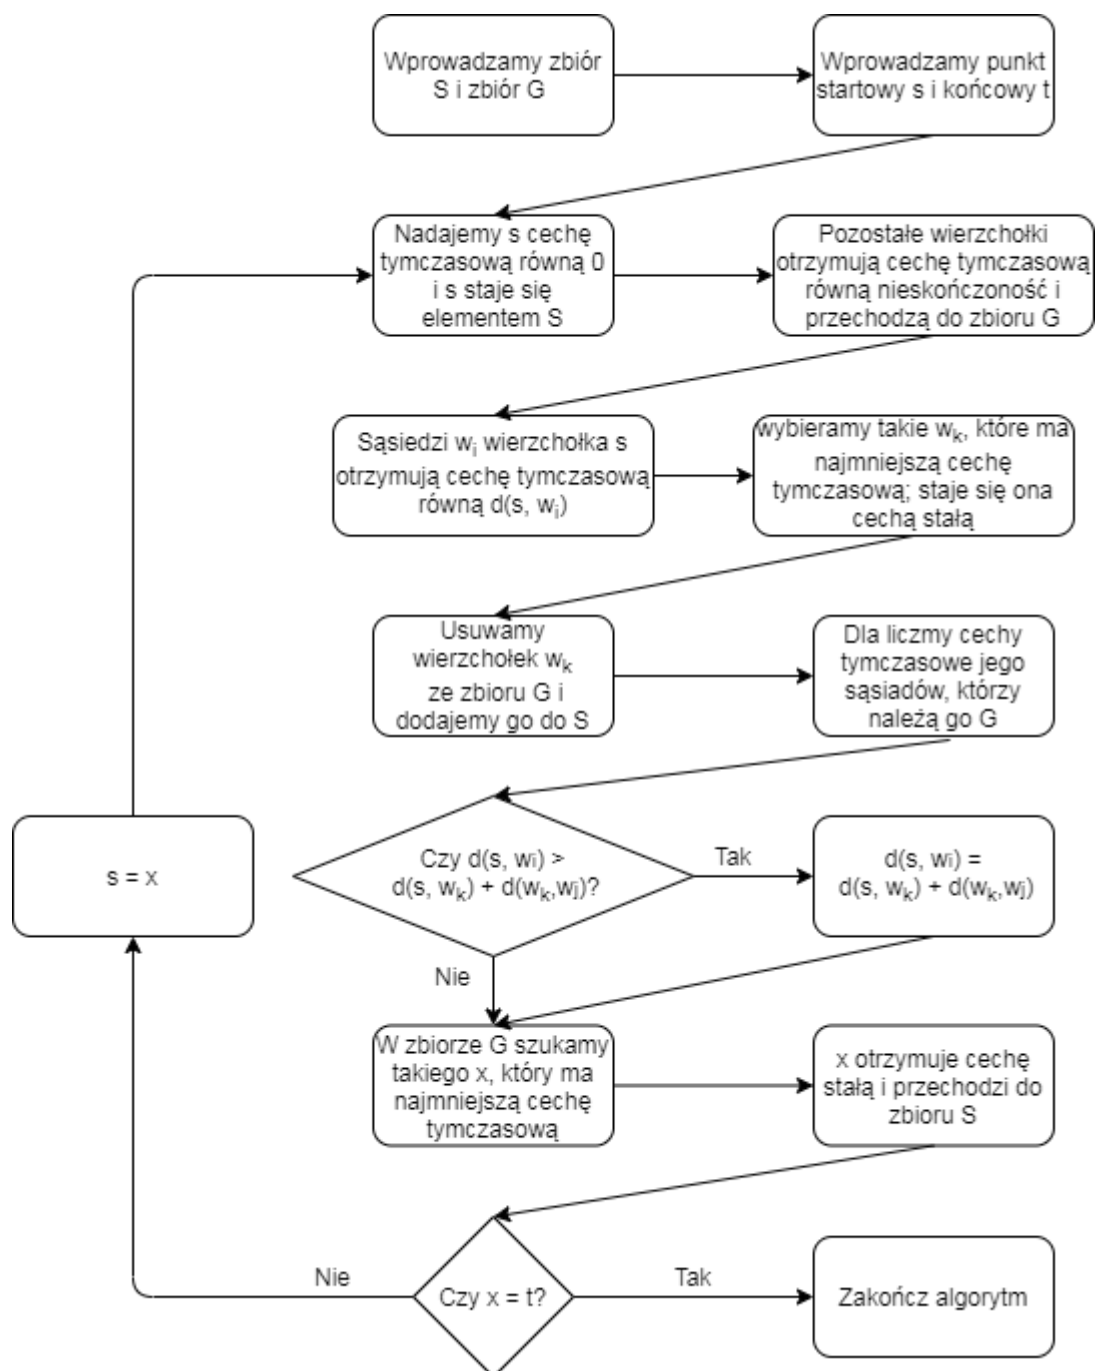 Wprowadzamy zbiór
S i zbiór G
Wprowadzamy punkt
startowy s i końcowy t
Nadajemy s cechę
tymczasową równą 0
i s staje się
elementem S
Pozostałe wierzchołki
otrzymują cechę tymczasową
równą nieskończoność i
przechodzą do zbioru G
Sąsiedzi wᵢ wierzchołka s
otrzymują cechę tymczasową
równą d(s, wᵢ)
wybieramy takie wₖ, które ma
najmniejszą cechę
tymczasową; staje się ona
cechą stałą
Usuwamy
wierzchołek wₖ
ze zbioru G i
dodajemy go do S
Dla liczmy cechy
tymczasowe jego
sąsiadów, którzy
należą go G
s = x
Czy d(s, wᵢ) >
d(s, wₖ) + d(wₖ,wⱼ)?
Tak
d(s, wᵢ) =
d(s, wₖ) + d(wₖ,wⱼ)
Nie
W zbiorze G szukamy
takiego x, który ma
najmniejszą cechę
tymczasową
x otrzymuje cechę
stałą i przechodzi do
zbioru S
Nie
Czy x = t?
Tak
Zakończ algorytm